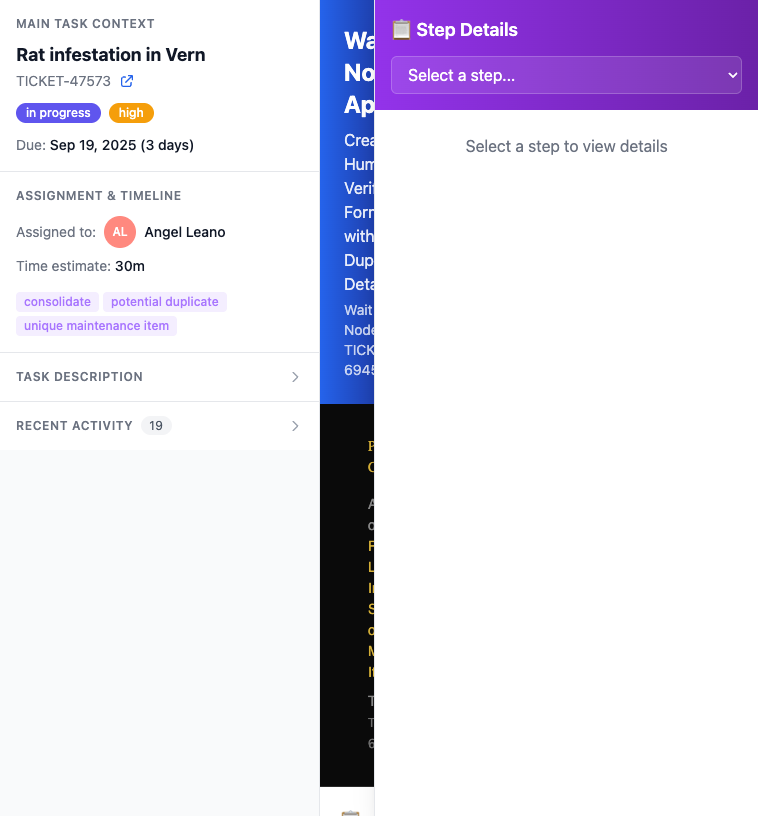 MAIN TASK CONTEXT
Rat infestation in Vern
TICKET-47573
in progress
high
Due: Sep 19, 2025 (3 days)
ASSIGNMENT & TIMELINE
Assigned to: AL Angel Leano
Time estimate: 30m
consolidate
potential duplicate
unique maintenance item
TASK DESCRIPTION
RECENT ACTIVITY 19
Wa
No
Ap
Crea
Hum
Verif
Form
with
Dup
Deta
Wait
Node
TICK
6945
📋 Step Details
Select a step...
Select a step to view details